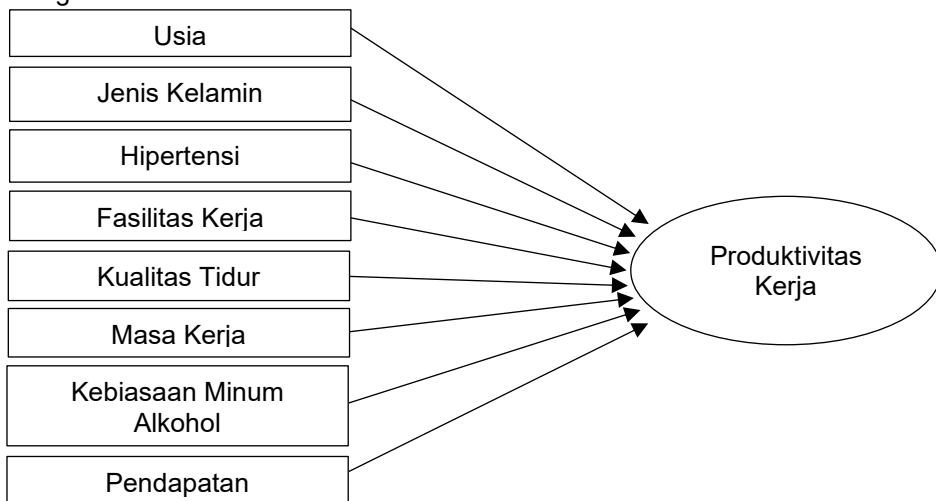 Usia
Jenis Kelamin
Hipertensi
Fasilitas Kerja
Kualitas Tidur
Masa Kerja
Kebiasaan Minum
Alkohol
Pendapatan
Produktivitas
Kerja